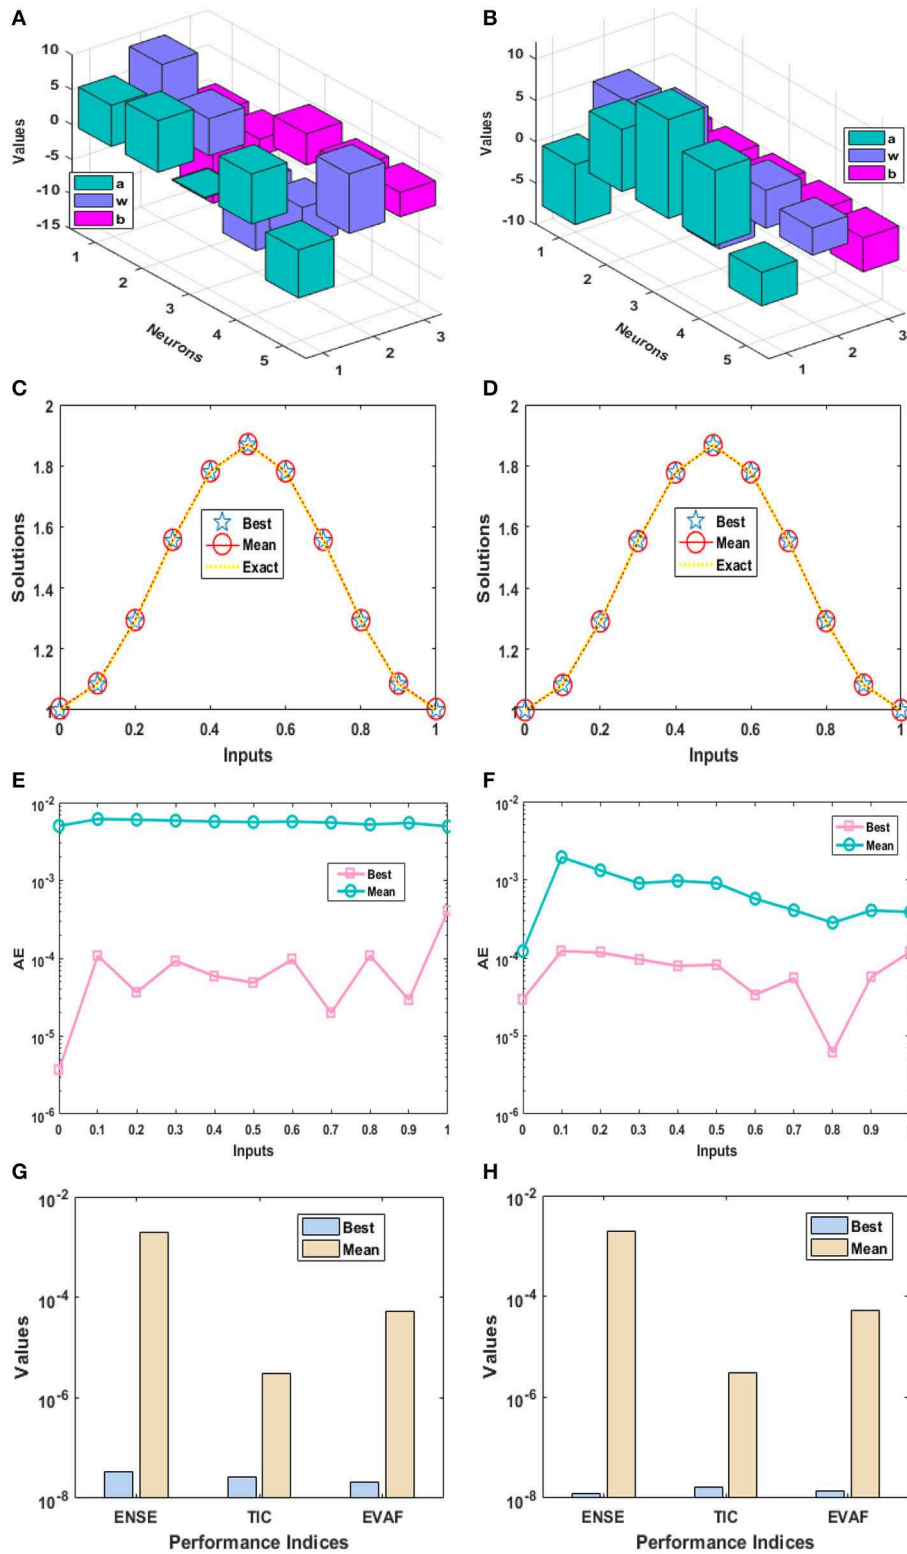 A
10
5
0
-5
-10
-15
Values
a
w
b
1
2
3
4
5
Neurons
1
2
3
B
10
5
0
-5
-10
Values
a
w
b
1
2
3
4
5
Neurons
1
2
3
C
2
1.8
1.6
1.4
1.2
1
Solutions
Best
Mean
Exact
0
0.2
0.4
0.6
0.8
1
Inputs
D
2
1.8
1.6
1.4
1.2
1
Solutions
Best
Mean
Exact
0
0.2
0.4
0.6
0.8
1
Inputs
E
10-2
10-3
10-4
10-5
10-6
AE
Best
Mean
0
0.1
0.2
0.3
0.4
0.5
0.6
0.7
0.8
0.9
1
Inputs
F
10-2
10-3
10-4
10-5
10-6
AE
Best
Mean
0
0.1
0.2
0.3
0.4
0.5
0.6
0.7
0.8
0.9
Inputs
G
10-2
10-4
10-6
10-8
Values
Best
Mean
ENSE
TIC
EVAF
Performance Indices
H
10-2
10-4
10-6
10-8
Values
Best
Mean
ENSE
TIC
EVAF
Performance Indices